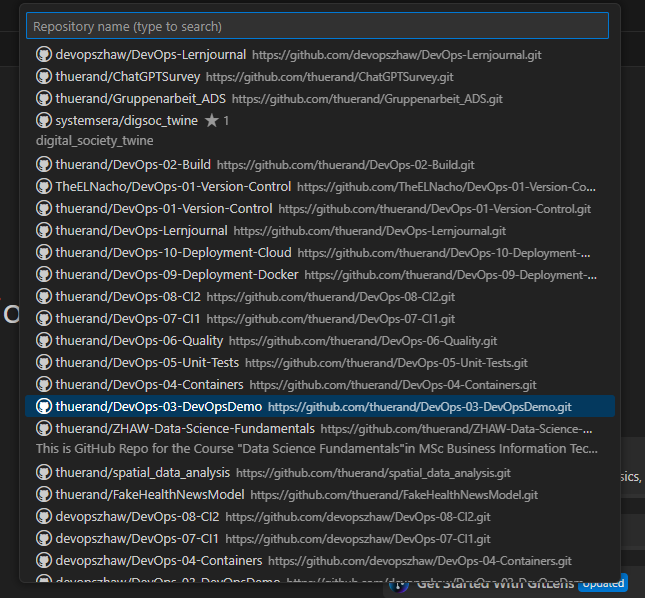 Repository name (type to search)
devopszhaw/DevOps-Lernjournal https://github.com/devopszhaw/DevOps-Lernjournal.git
thuerand/ChatGPTSurvey https://github.com/thuerand/ChatGPTSurvey.git
thuerand/Gruppenarbeit_ADS https://github.com/thuerand/Gruppenarbeit_ADS.git
systemsera/digsoc_twine ★ 1
digital_society_twine
thuerand/DevOps-02-Build https://github.com/thuerand/DevOps-02-Build.git
TheELNacho/DevOps-01-Version-Control https://github.com/TheELNacho/DevOps-01-Version-Co...
thuerand/DevOps-01-Version-Control https://github.com/thuerand/DevOps-01-Version-Control.git
thuerand/DevOps-Lernjournal https://github.com/thuerand/DevOps-Lernjournal.git
thuerand/DevOps-10-Deployment-Cloud https://github.com/thuerand/DevOps-10-Deployment-...
thuerand/DevOps-09-Deployment-Docker https://github.com/thuerand/DevOps-09-Deployment-...
thuerand/DevOps-08-CI2 https://github.com/thuerand/DevOps-08-CI2.git
thuerand/DevOps-07-CI1 https://github.com/thuerand/DevOps-07-CI1.git
thuerand/DevOps-06-Quality https://github.com/thuerand/DevOps-06-Quality.git
thuerand/DevOps-05-Unit-Tests https://github.com/thuerand/DevOps-05-Unit-Tests.git
thuerand/DevOps-04-Containers https://github.com/thuerand/DevOps-04-Containers.git
thuerand/DevOps-03-DevOpsDemo https://github.com/thuerand/DevOps-03-DevOpsDemo.git
thuerand/ZHAW-Data-Science-Fundamentals https://github.com/thuerand/ZHAW-Data-Science-...
This is GitHub Repo for the Course "Data Science Fundamentals"in MSc Business Information Tec...
thuerand/spatial_data_analysis https://github.com/thuerand/spatial_data_analysis.git
sics,
thuerand/FakeHealthNewsModel https://github.com/thuerand/FakeHealthNewsModel.git
devopszhaw/DevOps-08-CI2 https://github.com/devopszhaw/DevOps-08-CI2.git
devopszhaw/DevOps-07-CI1 https://github.com/devopszhaw/DevOps-07-CI1.git
devopszhaw/DevOps-04-Containers https://github.com/devopszhaw/DevOps-04-Containers.git
devopszhaw/DevOps-03-DevOpsDemo
Get Started With GitLens Updated